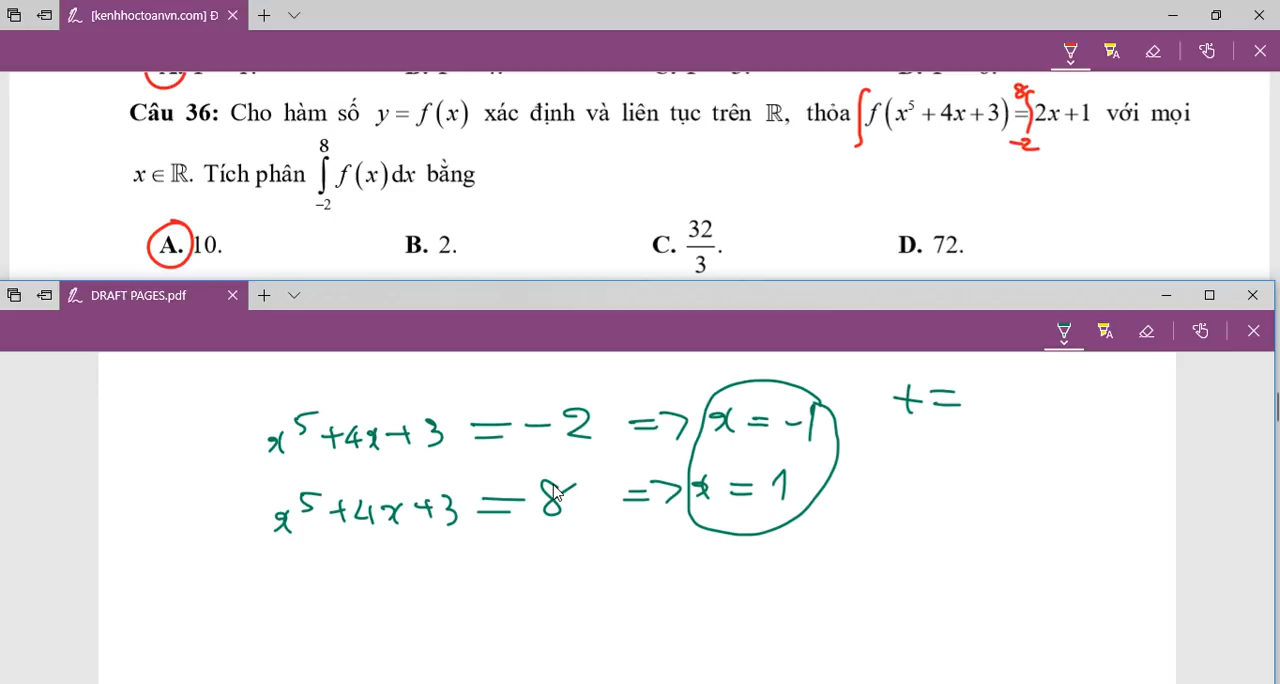 [kenhhoctoanvn.com] Đ
Câu 36: Cho hàm số y = f(x) xác định và liên tục trên ℝ, thỏa ∫ f(x⁵ + 4x + 3) = 2x + 1 với mọi
8
-2
x ∈ ℝ. Tích phân ∫₋₂⁸ f(x)dx bằng
A. 10. B. 2. C. 32/3. D. 72.
DRAFT PAGES.pdf
x⁵ + 4x + 3 = -2 => x = -1
t =
x⁵ + 4x + 3 = 8 => x = 1